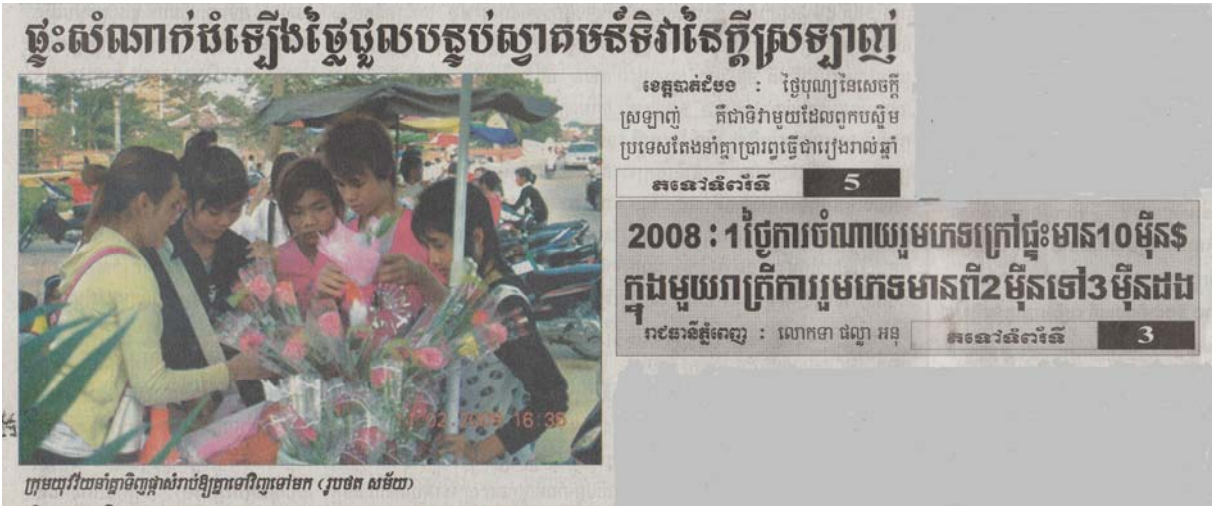 ផ្ទះសំណាក់ដំឡើងថ្លៃជួលបន្ទប់ស្វាគមន៍ទិវានៃក្តីស្រឡាញ់
ខេត្តបាត់ដំបង : ថ្ងៃបុណ្យនៃសេចក្តី
ស្រឡាញ់ គឺជាទិវាមួយដែលពួកបស្ចិម
ប្រទេសតែងនាំគ្នាប្រារព្ធធ្វើជារៀងរាល់ឆ្នាំ
តទៅទំព័រទី 5
2008 : 1ថ្ងៃការចំណាយរួមភេទក្រៅផ្ទះមាន10ម៉ឺន$
ក្នុងមួយរាត្រីការរួមភេទមានពី2ម៉ឺនទៅ3ម៉ឺនដង
រាជធានីភ្នំពេញ : លោកទា ផល្លា អនុ តទៅទំព័រទី 3
02 2009 16:35
ក្រុមយុវវ័យនាំគ្នាទិញផ្កាសំរាប់ឱ្យគ្នាទៅវិញទៅមក (រូបថត សម័យ)